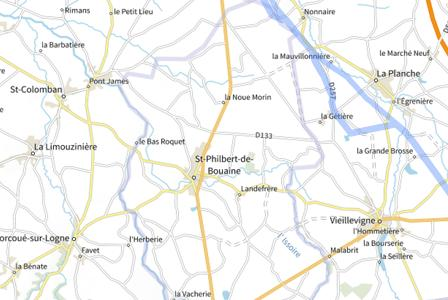 Rimans
le Petit Lieu
Nonnaire
la Barbatière
la Mauvillonnière
le Marché Neuf
Pont James
La Planche
St-Colomban
D257
la Noue Morin
l'Égrenière
la Gétière
D133
le Bas Roquet
La Limouzinière
la Grande Brosse
St-Philbert-de-
Bouaine
Landefrère
Vieillevigne
l'Hommetière
orcoué-sur-Logne
l'Herberie
l'Issoire
la Bourserie
Favet
Malabrit
la Seillère
la Bénate
la Vacherie